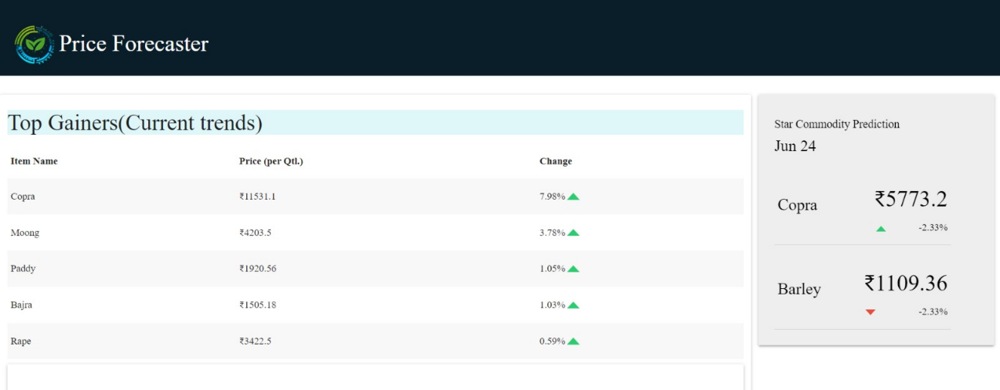 Price Forecaster
Top Gainers(Current trends)
Item Name Price (per Qtl.) Change
Copra ₹11531.1 7.98%
Moong ₹4203.5 3.78%
Paddy ₹1920.56 1.05%
Bajra ₹1505.18 1.03%
Rape ₹3422.5 0.59%
Star Commodity Prediction
Jun 24
Copra ₹5773.2
-2.33%
Barley ₹1109.36
-2.33%